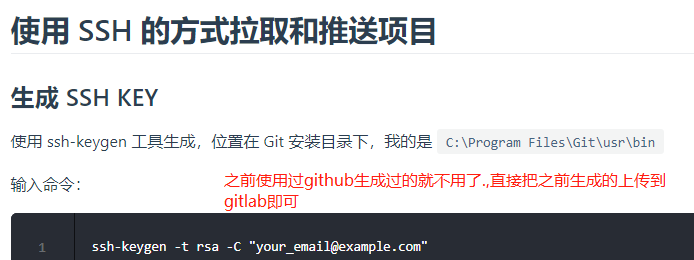 使用 SSH 的方式拉取和推送项目
生成 SSH KEY
使用 ssh-keygen 工具生成，位置在 Git 安装目录下，我的是 C:\Program Files\Git\usr\bin
输入命令：
之前使用过github生成过的就不用了.,直接把之前生成的上传到
gitlab即可
1 ssh-keygen -t rsa -C "your_email@example.com"